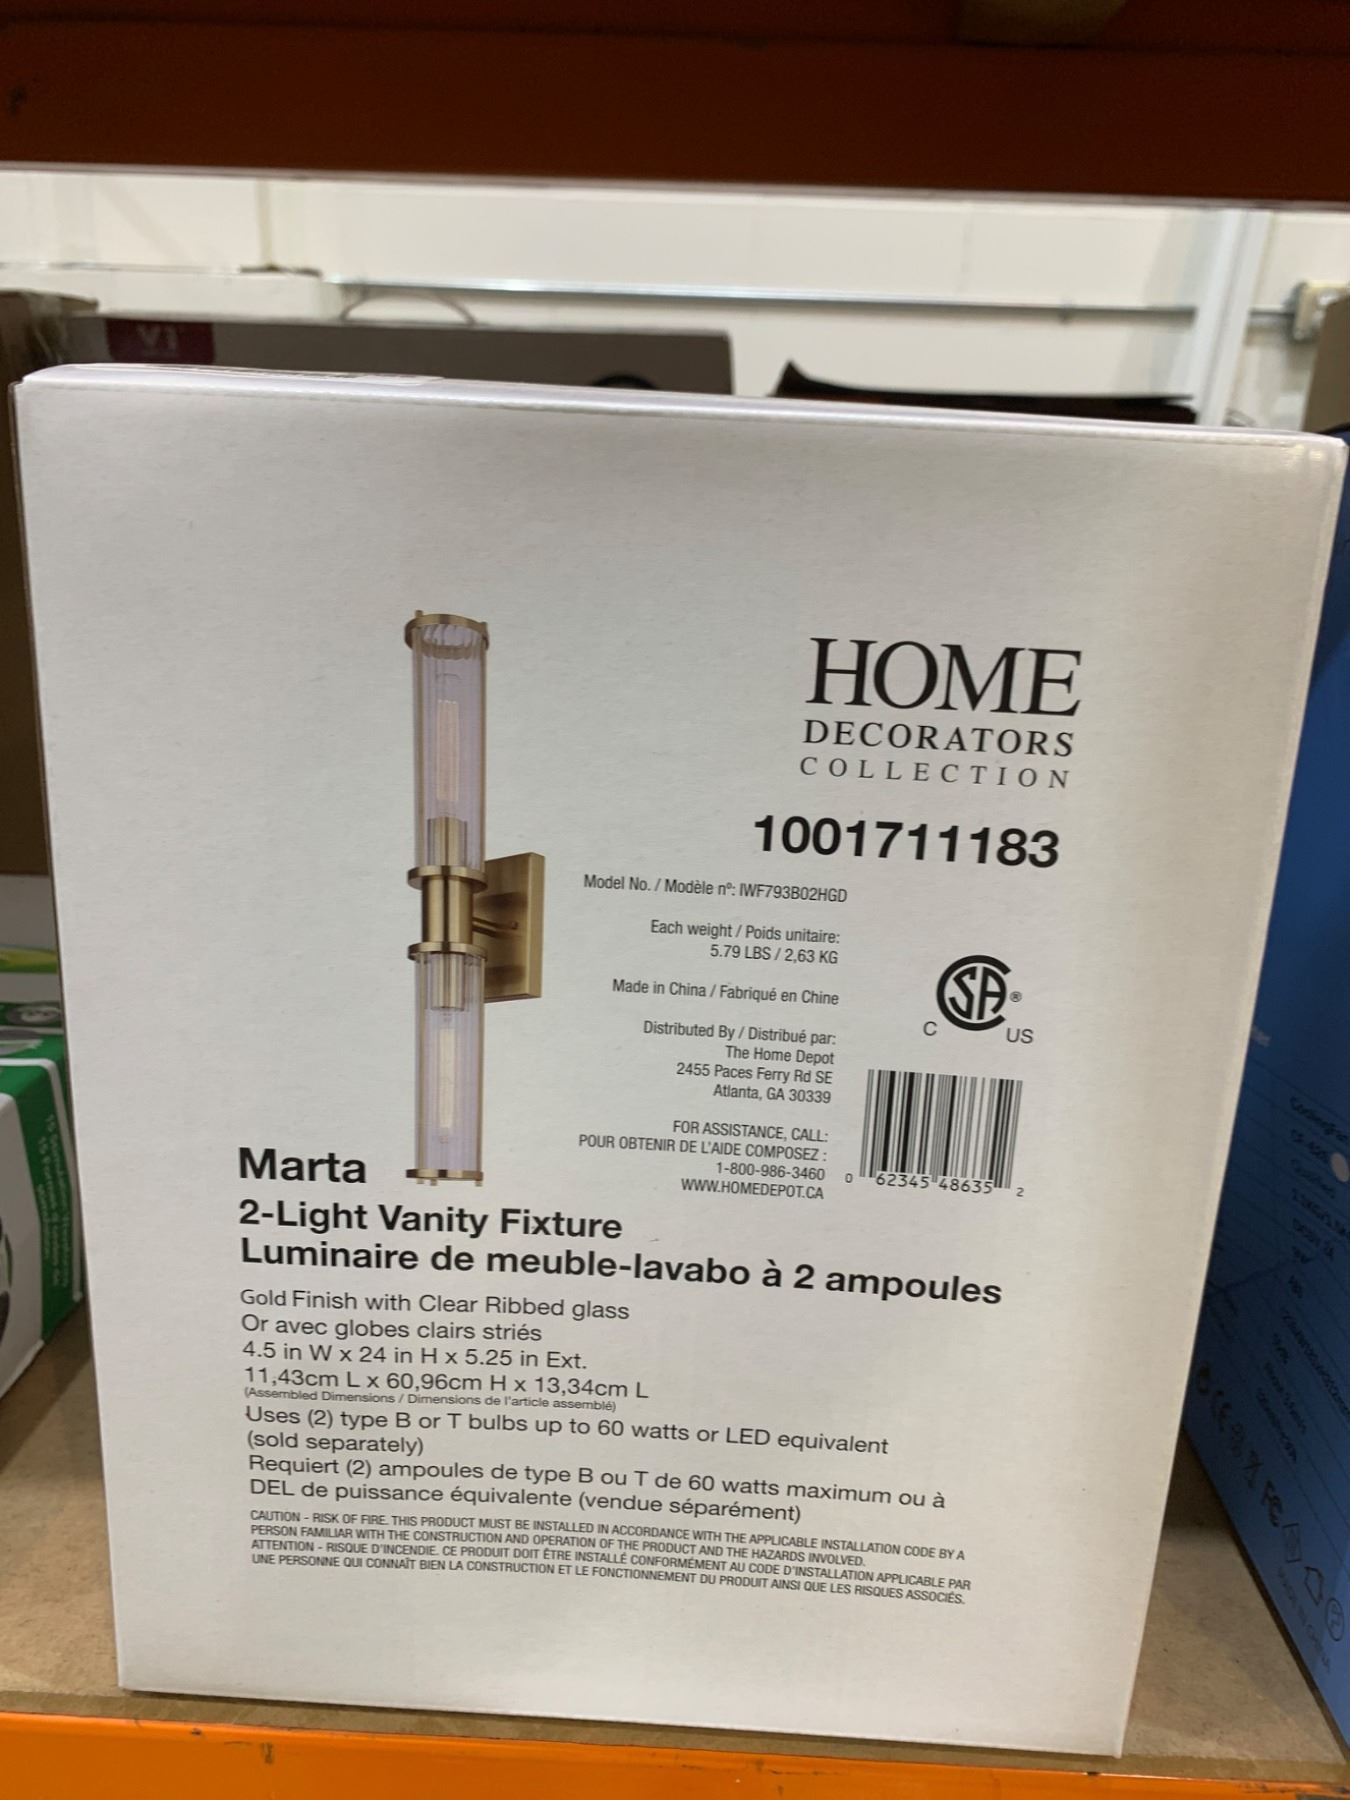 V1
HOME
DECORATORS
COLLECTION
1001711183
Model No. / Modèle nº: IWF793B02HGD
Each weight / Poids unitaire:
5.79 LBS / 2,63 KG
Made in China / Fabriqué en Chine
Distributed By / Distribué par:
The Home Depot
2455 Paces Ferry Rd SE
Atlanta, GA 30339
FOR ASSISTANCE, CALL:
POUR OBTENIR DE L'AIDE COMPOSEZ :
1-800-986-3460
WWW.HOMEDEPOT.CA
CSA®
C US
0 62345 48635 2
Marta
2-Light Vanity Fixture
Luminaire de meuble-lavabo à 2 ampoules
Gold Finish with Clear Ribbed glass
Or avec globes clairs striés
4.5 in W x 24 in H x 5.25 in Ext.
11,43cm L x 60,96cm H x 13,34cm L
(Assembled Dimensions / Dimensions de l'article assemblé)
Uses (2) type B or T bulbs up to 60 watts or LED equivalent
(sold separately)
Requiert (2) ampoules de type B ou T de 60 watts maximum ou à
DEL de puissance équivalente (vendue séparément)
CAUTION - RISK OF FIRE. THIS PRODUCT MUST BE INSTALLED IN ACCORDANCE WITH THE APPLICABLE INSTALLATION CODE BY A
PERSON FAMILIAR WITH THE CONSTRUCTION AND OPERATION OF THE PRODUCT AND THE HAZARDS INVOLVED.
ATTENTION - RISQUE D'INCENDIE. CE PRODUIT DOIT ÊTRE INSTALLÉ CONFORMÉMENT AU CODE D'INSTALLATION APPLICABLE PAR
UNE PERSONNE QUI CONNAÎT BIEN LA CONSTRUCTION ET LE FONCTIONNEMENT DU PRODUIT AINSI QUE LES RISQUES ASSOCIÉS.